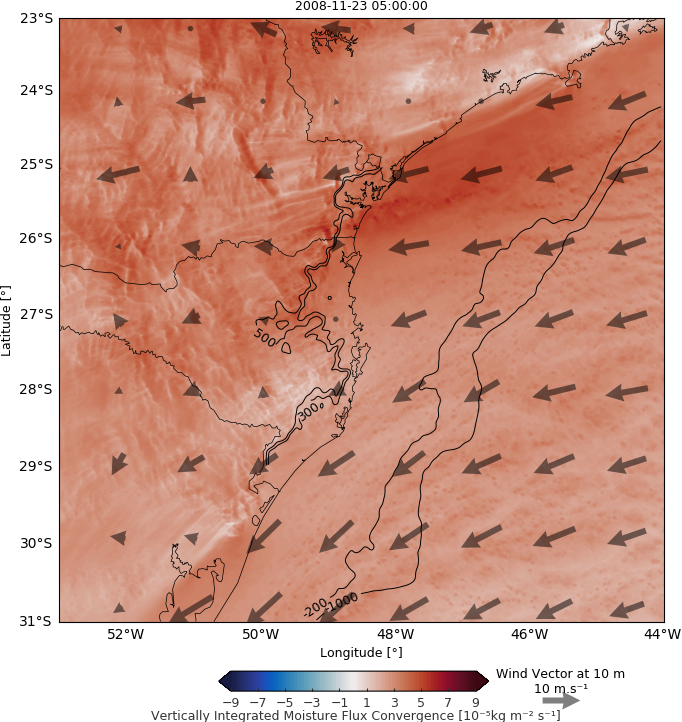 2008-11-23 05:00:00
23°S
24°S
25°S
26°S
27°S
28°S
29°S
30°S
31°S
Latitude [°]
500
300
-200
-1000
52°W 50°W 48°W 46°W 44°W
Longitude [°]
−9 −7 −5 −3 −1 1 3 5 7 9
Wind Vector at 10 m
10 m.s⁻¹
Vertically Integrated Moisture Flux Convergence [10⁻⁵kg m⁻² s⁻¹]